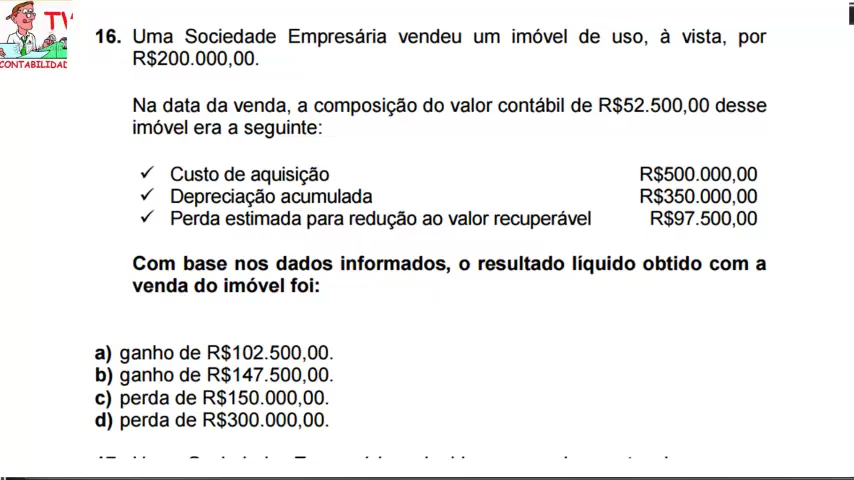 TV
CONTABILIDAD
16. Uma Sociedade Empresária vendeu um imóvel de uso, à vista, por
R$200.000,00.
Na data da venda, a composição do valor contábil de R$52.500,00 desse
imóvel era a seguinte:
✓ Custo de aquisição R$500.000,00
✓ Depreciação acumulada R$350.000,00
✓ Perda estimada para redução ao valor recuperável R$97.500,00
Com base nos dados informados, o resultado líquido obtido com a
venda do imóvel foi:
a) ganho de R$102.500,00.
b) ganho de R$147.500,00.
c) perda de R$150.000,00.
d) perda de R$300.000,00.